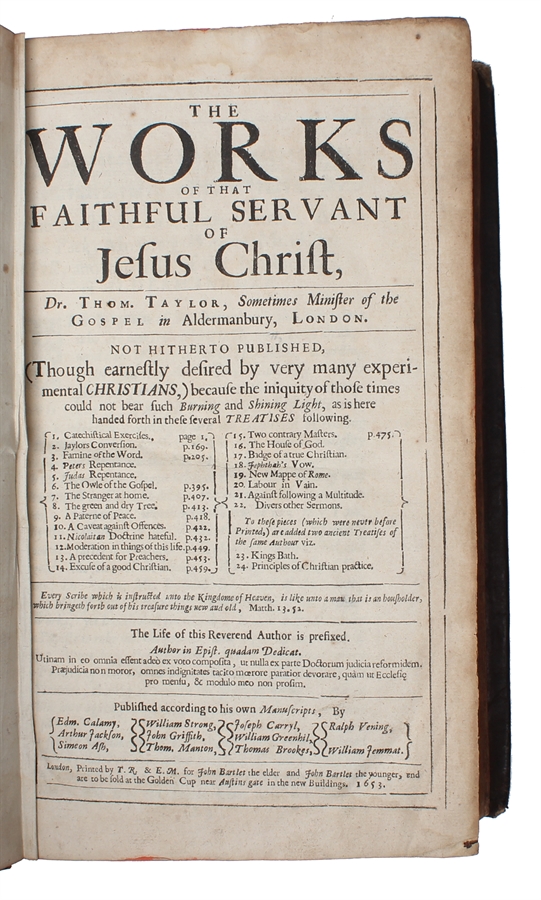 THE
WORKS
OF THAT
FAITHFUL SERVANT
OF
Jeſus Chriſt,
Dr. THOM. TAYLOR, Sometimes Miniſter of the
GOSPEL in Aldermanbury, LONDON.
NOT HITHERTO PUBLISHED,
(Though earneſtly deſired by very many experi-
mental CHRISTIANS,) becauſe the iniquity of thoſe times
could not bear ſuch Burning and Shining Light, as is here
handed forth in theſe ſeveral TREATISES following.
1. Catechiſtical Exerciſes. page 1.
2. Jaylors Converſion. p.169.
3. Famine of the Word. p.205.
4. Peters Repentance.
5. Judas Repentance.
6. The Owle of the Goſpel. p.395.
7. The Stranger at home. p.407.
8. The green and dry Tree. p.413.
9. A Paterne of Peace. p.418.
10. A Caveat againſt Offences. p.422.
11. Nicolaitan Doctrine hateful. p.432.
12. Moderation in things of this life. p.449.
13. A precedent for Preachers. p.453.
14. Excuſe of a good Chriſtian. p.459.
15. Two contrary Maſters. p.475.
16. The Houſe of God.
17. Bidge of a true Chriſtian.
18. Jephthah's Vow.
19. New Mappe of Rome.
20. Labour in Vain.
21. Againſt following a Multitude.
22. Divers other Sermons.
To theſe pieces (which were never before
Printed,) are added two ancient Treatiſes of
the ſame Authour viz.
23. Kings Bath.
24. Principles of Chriſtian practice.
Every Scribe which is inſtructed unto the Kingdome of Heaven, is like unto a man that is an houſholder,
which bringeth forth out of his treaſure things new and old, Matth. 13. 52.
The Life of this Reverend Author is prefixed.
Author in Epiſt. quadam Dedicat.
Utinam in eo omnia eſſent adeò ex voto compoſita, ut nulla ex parte Doctorum judicia reformidem.
Præjudicia non moror, omnes indignitates tacito mœrore paratior devorare, quàm ut Eccleſiæ
pro menſu, & modulo meo non proſim.
Publiſhed according to his own Manuſcripts, By
Edm. Calamy, William Strong, Joſeph Carryl, Ralph Vening,
Arthur Jackſon, John Griffith, William Greenhil,
Simeon Aſh, Thom. Manton, Thomas Brookes, William Jemmat.
London, Printed by T. R. & E. M. for John Bartlet the elder and John Bartlet the younger, and
are to be ſold at the Golden Cup near Auſtins gate in the new Buildings. 1653.